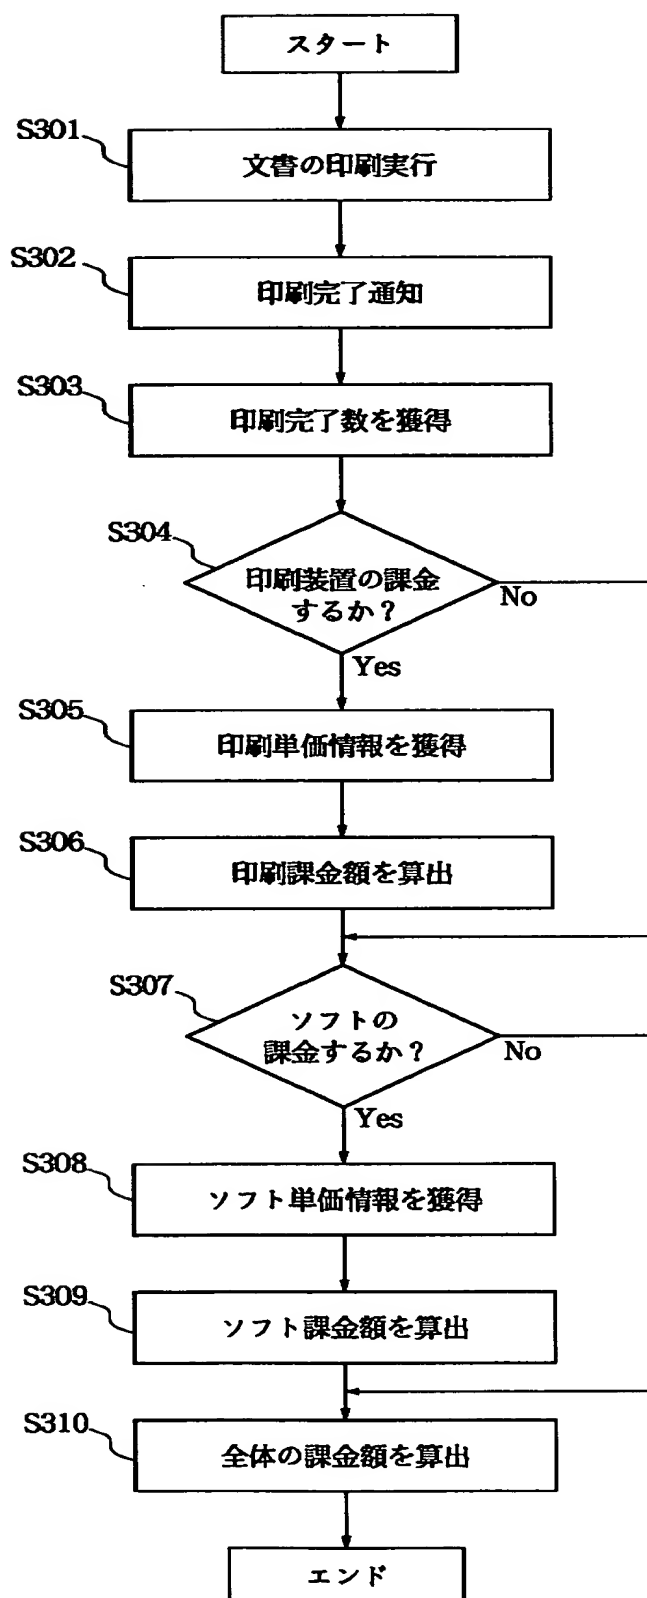 スタート
S301
文書の印刷実行
S302
印刷完了通知
S303
印刷完了数を獲得
S304
印刷装置の課金
するか？
No
Yes
S305
印刷単価情報を獲得
S306
印刷課金額を算出
S307
ソフトの
課金するか？
No
Yes
S308
ソフト単価情報を獲得
S309
ソフト課金額を算出
S310
全体の課金額を算出
エンド